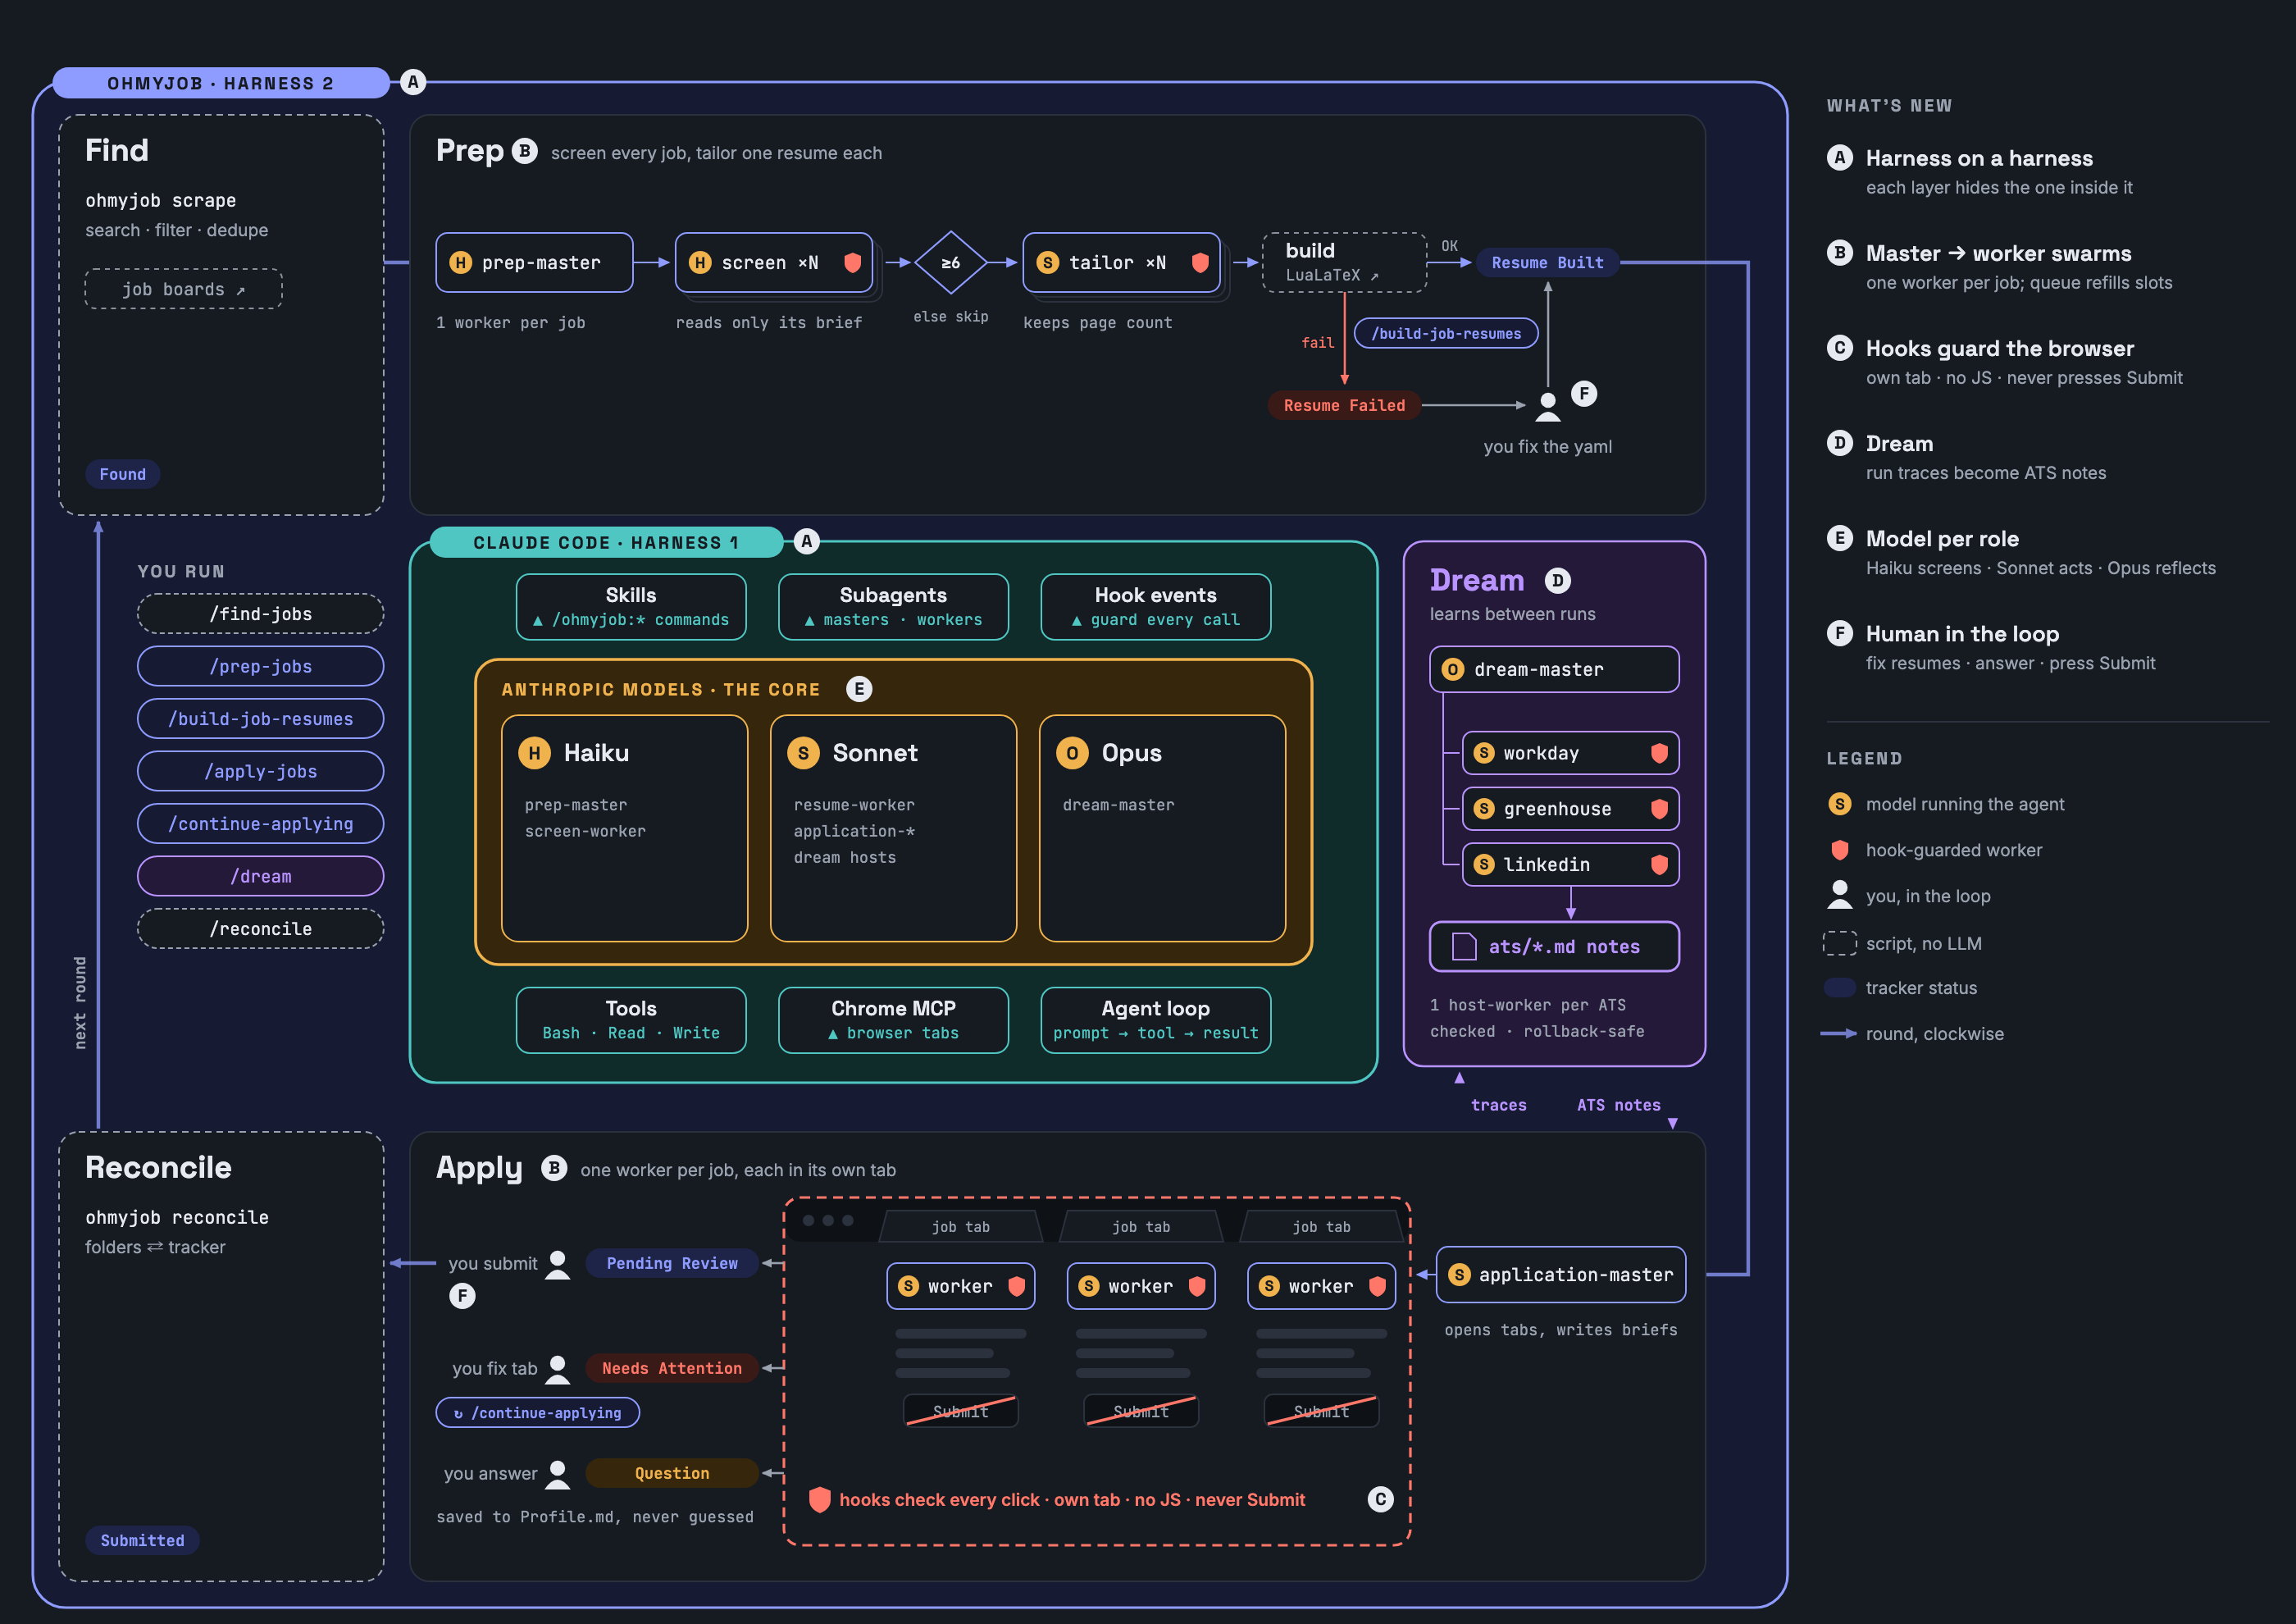 OHMYJOB · HARNESS 2
A
Find
ohmyjob scrape
search · filter · dedupe
job boards ↗
Found
Prep B screen every job, tailor one resume each
H prep-master
1 worker per job
H screen ×N
reads only its brief
≥6
else skip
S tailor ×N
keeps page count
build
LuaLaTeX ↗
OK
Resume Built
fail
/build-job-resumes
Resume Failed
F
you fix the yaml
YOU RUN
/find-jobs
/prep-jobs
/build-job-resumes
/apply-jobs
/continue-applying
/dream
/reconcile
next round
CLAUDE CODE · HARNESS 1
A
Skills
▲ /ohmyjob:* commands
Subagents
▲ masters · workers
Hook events
▲ guard every call
ANTHROPIC MODELS · THE CORE E
H Haiku
prep-master
screen-worker
S Sonnet
resume-worker
application-*
dream hosts
O Opus
dream-master
Tools
Bash · Read · Write
Chrome MCP
▲ browser tabs
Agent loop
prompt → tool → result
Dream D
learns between runs
O dream-master
S workday
S greenhouse
S linkedin
ats/*.md notes
1 host-worker per ATS
checked · rollback-safe
▲
traces
ATS notes
▼
Reconcile
ohmyjob reconcile
folders ⇄ tracker
Submitted
Apply B one worker per job, each in its own tab
you submit
F
Pending Review
you fix tab
Needs Attention
↻ /continue-applying
you answer
Question
saved to Profile.md, never guessed
job tab
job tab
job tab
S worker
S worker
S worker
Submit
Submit
Submit
hooks check every click · own tab · no JS · never Submit
C
S application-master
opens tabs, writes briefs
WHAT'S NEW
A Harness on a harness
each layer hides the one inside it
B Master → worker swarms
one worker per job; queue refills slots
C Hooks guard the browser
own tab · no JS · never presses Submit
D Dream
run traces become ATS notes
E Model per role
Haiku screens · Sonnet acts · Opus reflects
F Human in the loop
fix resumes · answer · press Submit
LEGEND
S model running the agent
hook-guarded worker
you, in the loop
script, no LLM
tracker status
round, clockwise